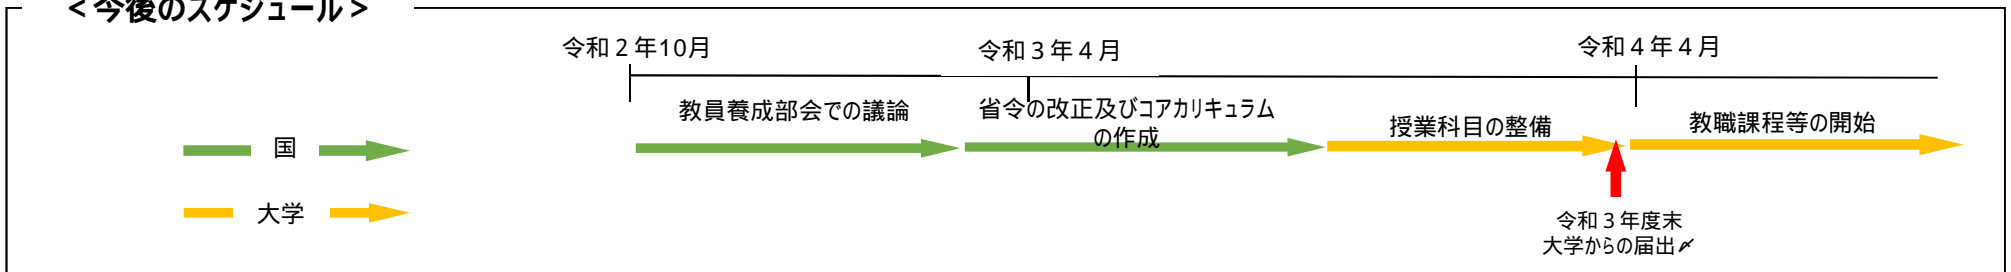 ＜今後のスケジュール＞
令和２年10月
令和３年４月
令和４年４月
教員養成部会での議論
省令の改正及びコアカリキュラム
の作成
授業科目の整備
教職課程等の開始
国
大学
令和３年度末
大学からの届出〆